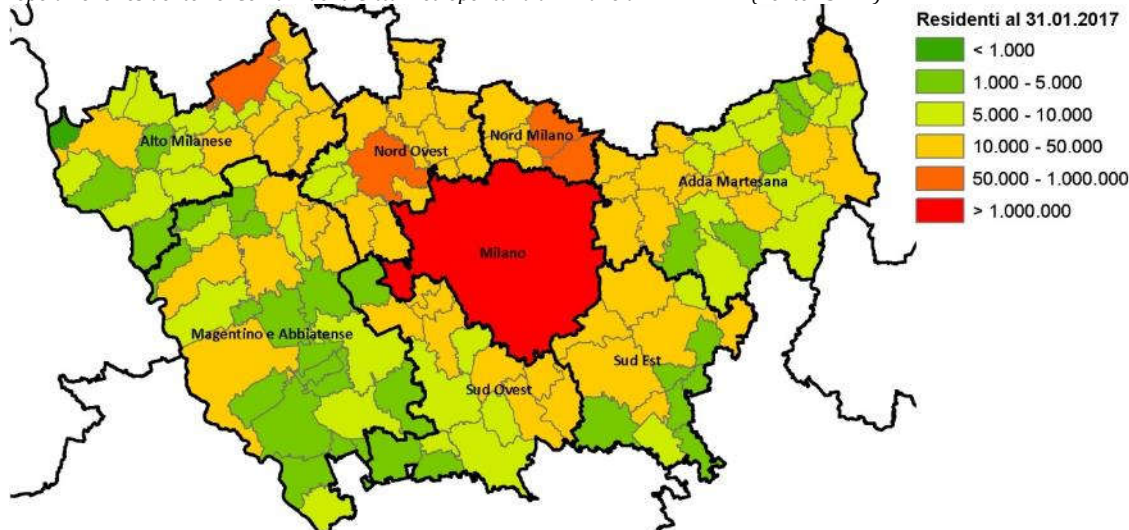 Residenti al 31.01.2017
< 1.000
1.000 - 5.000
5.000 - 10.000
10.000 - 50.000
50.000 - 1.000.000
> 1.000.000
Alto Milanese
Nord Ovest
Nord Milano
Adda Martesana
Milano
Magentino e Abbiatense
Sud Ovest
Sud Est